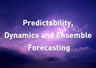 Predictability,
Dynamics and Ensemble
Forecasting